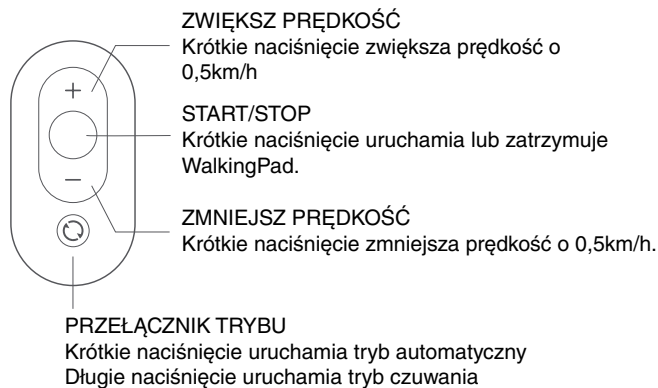 ZWIĘKSZ PRĘDKOŚĆ
Krótkie naciśnięcie zwiększa prędkość o
0,5km/h
START/STOP
Krótkie naciśnięcie uruchamia lub zatrzymuje
WalkingPad.
ZMNIEJSZ PRĘDKOŚĆ
Krótkie naciśnięcie zmniejsza prędkość o 0,5km/h.
PRZEŁĄCZNIK TRYBU
Krótkie naciśnięcie uruchamia tryb automatyczny
Długie naciśnięcie uruchamia tryb czuwania